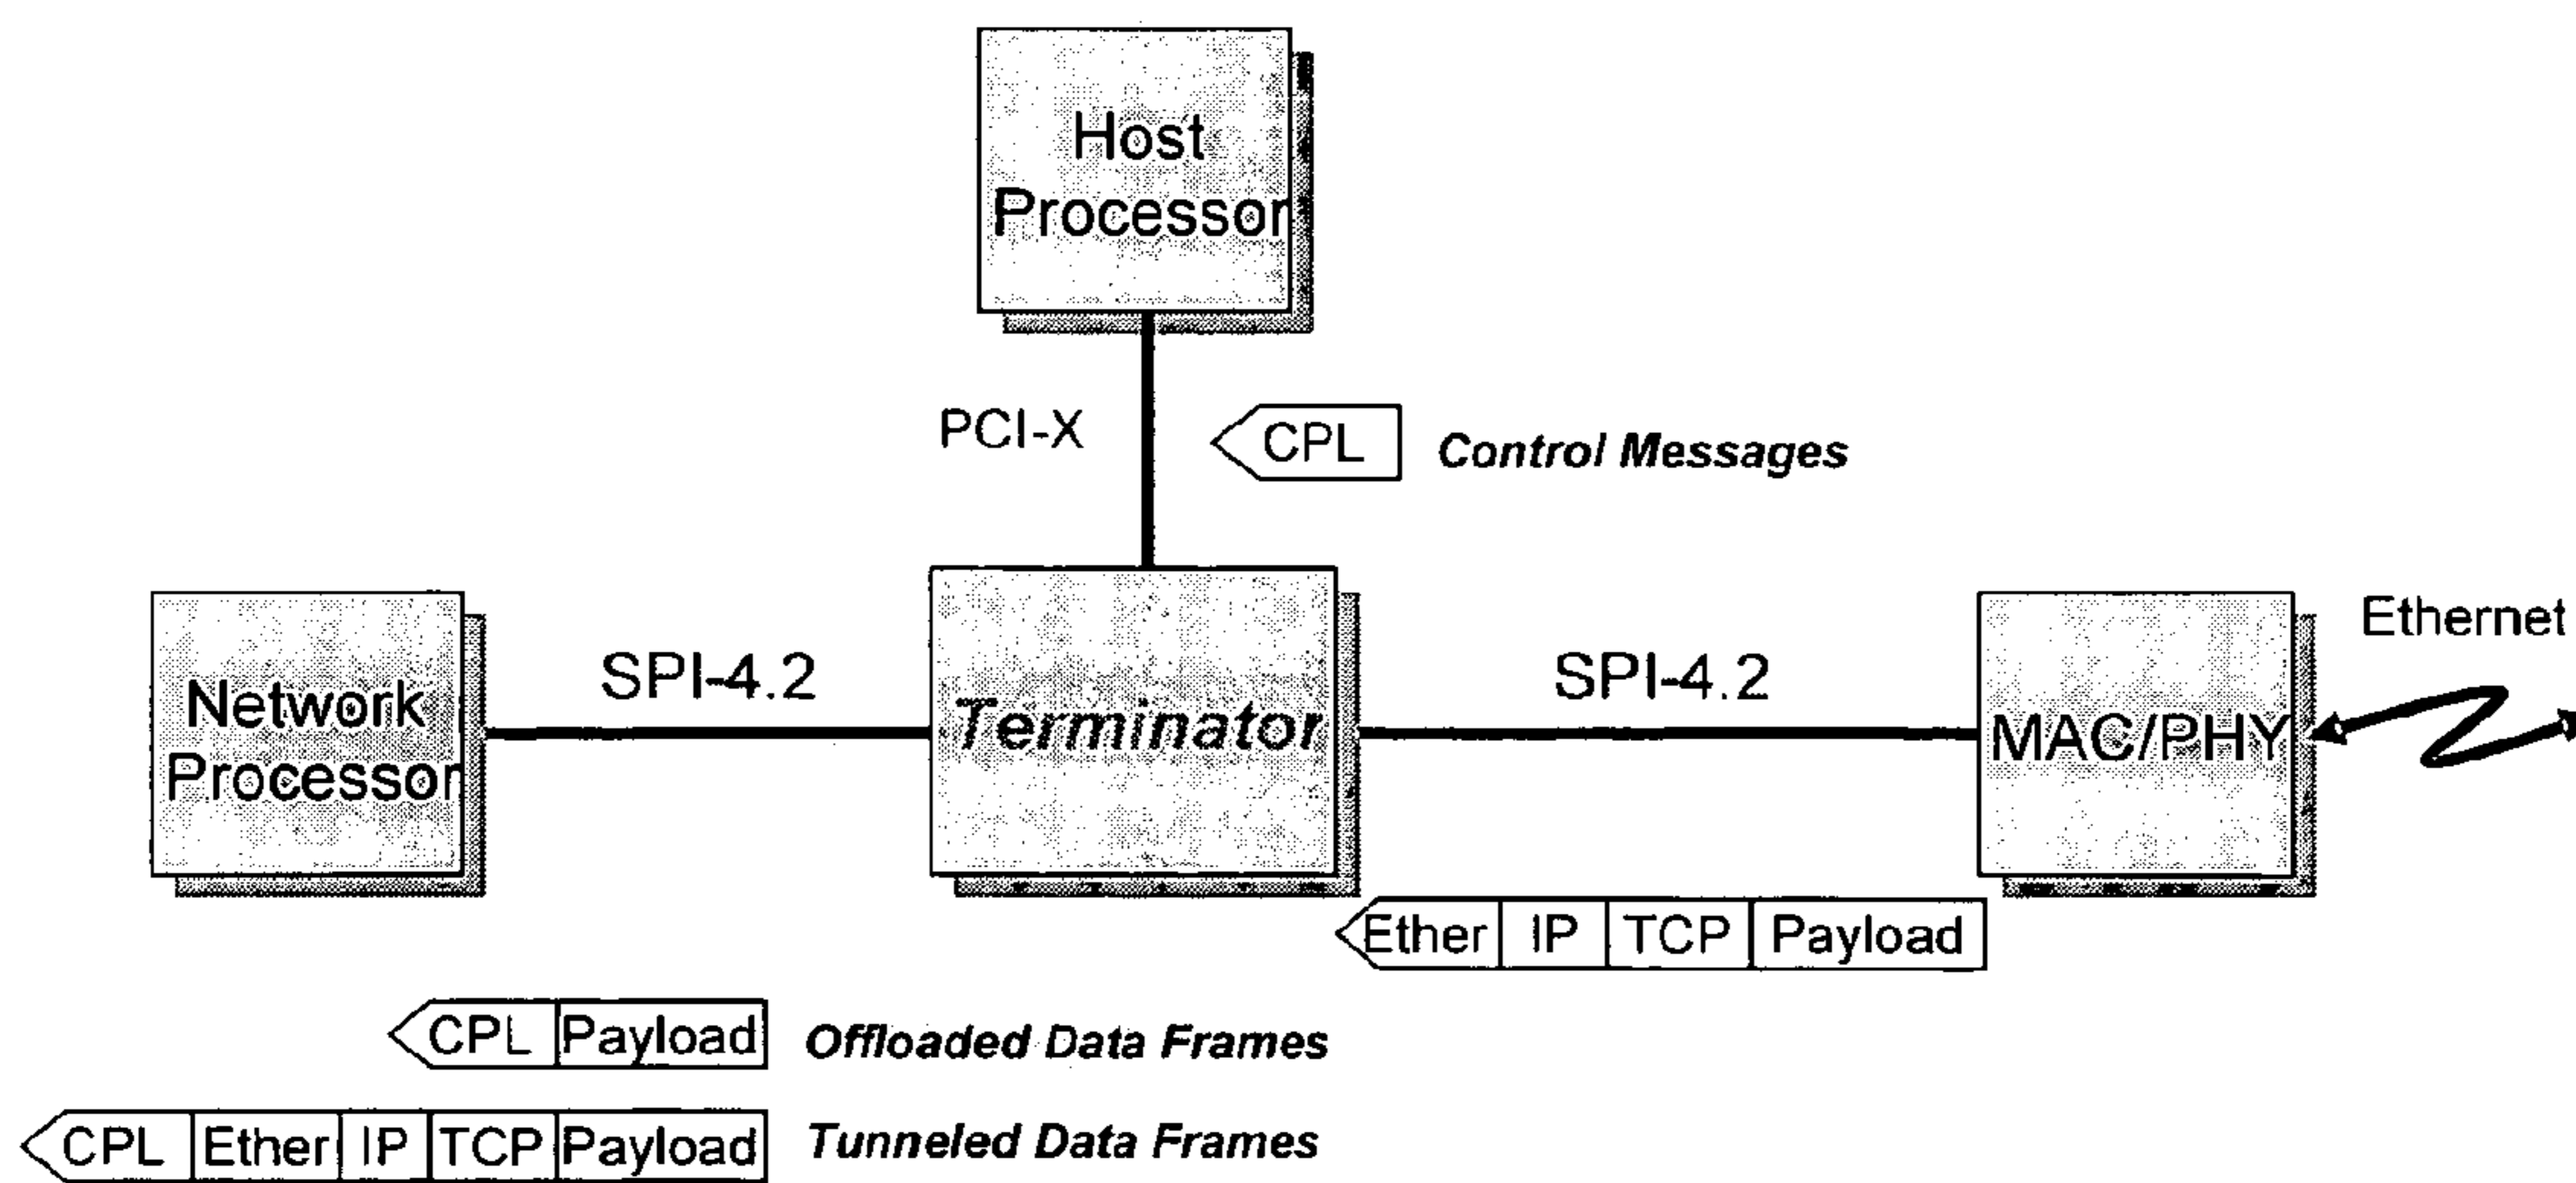 Host
Processor
PCI-X
CPL
Control Messages
Network
Processor
SPI-4.2
Terminator
SPI-4.2
MAC/PHY
Ethernet
Ether IP TCP Payload
CPL Payload
Offloaded Data Frames
CPL Ether IP TCP Payload
Tunneled Data Frames